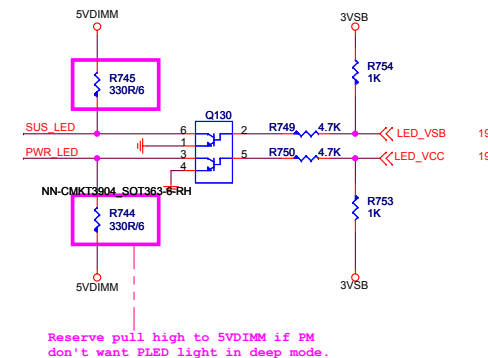 5VDIMM
3VSB
R745
330R/6
R754
1K
Q130
SUS_LED
6
2
R749
4.7K
LED_VSB
19
1
PWR_LED
3
5
R750
4.7K
LED_VCC
19
4
NN-CMKT3904_SOT363-6-RH
R744
330R/6
R753
1K
5VDIMM
3VSB
Reserve pull high to 5VDIMM if PM
don't want PLED light in deep mode.